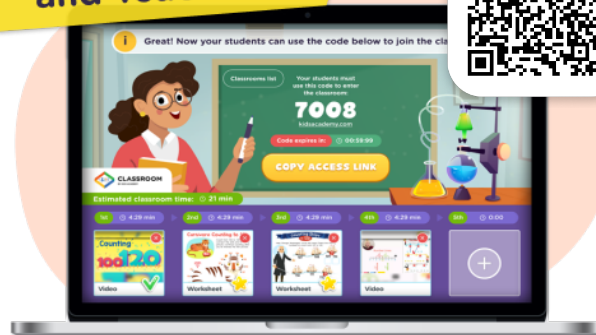 Great! Now your students can use the code below to join the cla
Classrooms list
Your students must
use this code to enter
the classroom:
7008
kidsacademy.com
Code expires in: 00:59:99
COPY ACCESS LINK
CLASSROOM
Estimated classroom time: 21 min
1st 4:29 min
2nd 4:29 min
3rd 4:29 min
4th 4:29 min
5th 0:00
Counting
100 120
Video
Worksheet
Worksheet
Video